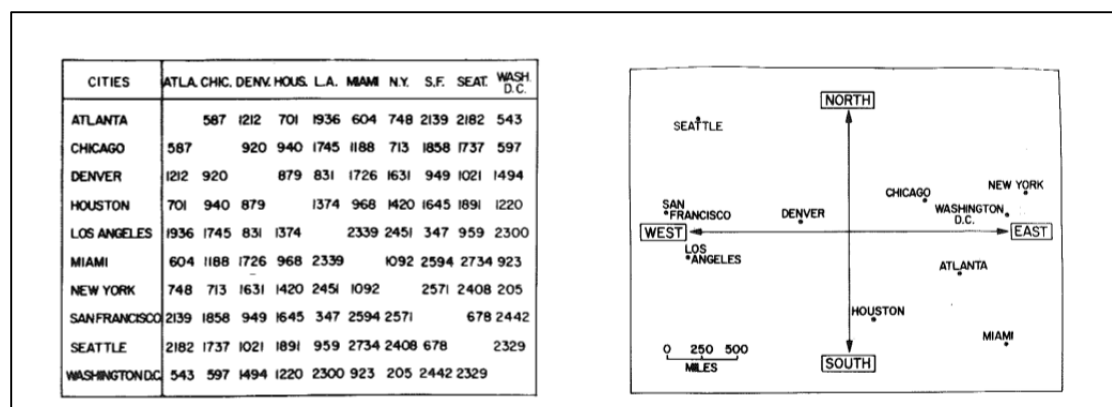 CITIES ATLA. CHIC. DENV. HOUS. L.A. MIAMI N.Y. S.F. SEAT. WASH. D.C.
ATLANTA 587 1212 701 1936 604 748 2139 2182 543
CHICAGO 587 920 940 1745 1188 713 1858 1737 597
DENVER 1212 920 879 831 1726 1631 949 1021 1494
HOUSTON 701 940 879 1374 968 1420 1645 1891 1220
LOS ANGELES 1936 1745 831 1374 2339 2451 347 959 2300
MIAMI 604 1188 1726 968 2339 1092 2594 2734 923
NEW YORK 748 713 1631 1420 2451 1092 2571 2408 205
SAN FRANCISCO 2139 1858 949 1645 347 2594 2571 678 2442
SEATTLE 2182 1737 1021 1891 959 2734 2408 678 2329
WASHINGTON D.C. 543 597 1494 1220 2300 923 205 2442 2329
NORTH
SEATTLE
CHICAGO
NEW YORK
SAN
FRANCISCO
DENVER
WASHINGTON
D.C.
WEST
EAST
LOS
ANGELES
ATLANTA
HOUSTON
MIAMI
0 250 500
MILES
SOUTH